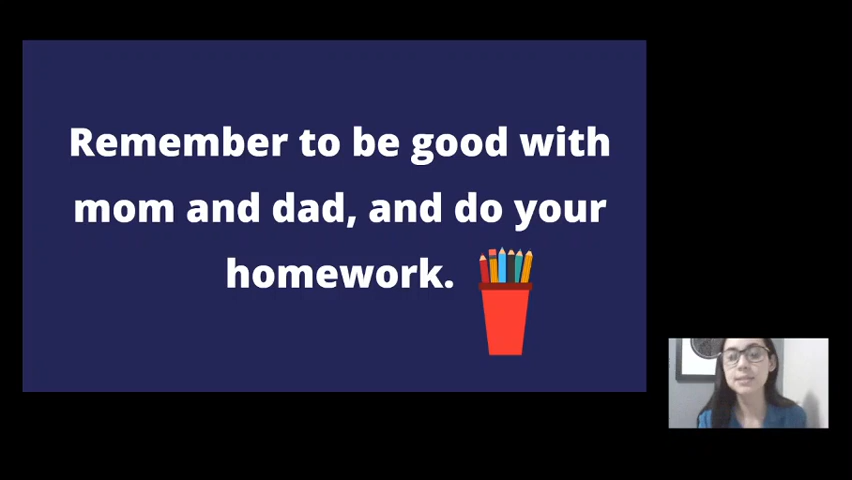 Remember to be good with
mom and dad, and do your
homework.